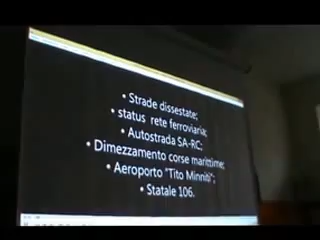 • Strade dissestate;
• status rete ferroviaria;
• Autostrada SA-RC;
• Dimezzamento corse marittime;
• Aeroporto "Tito Minniti";
• Statale 106.